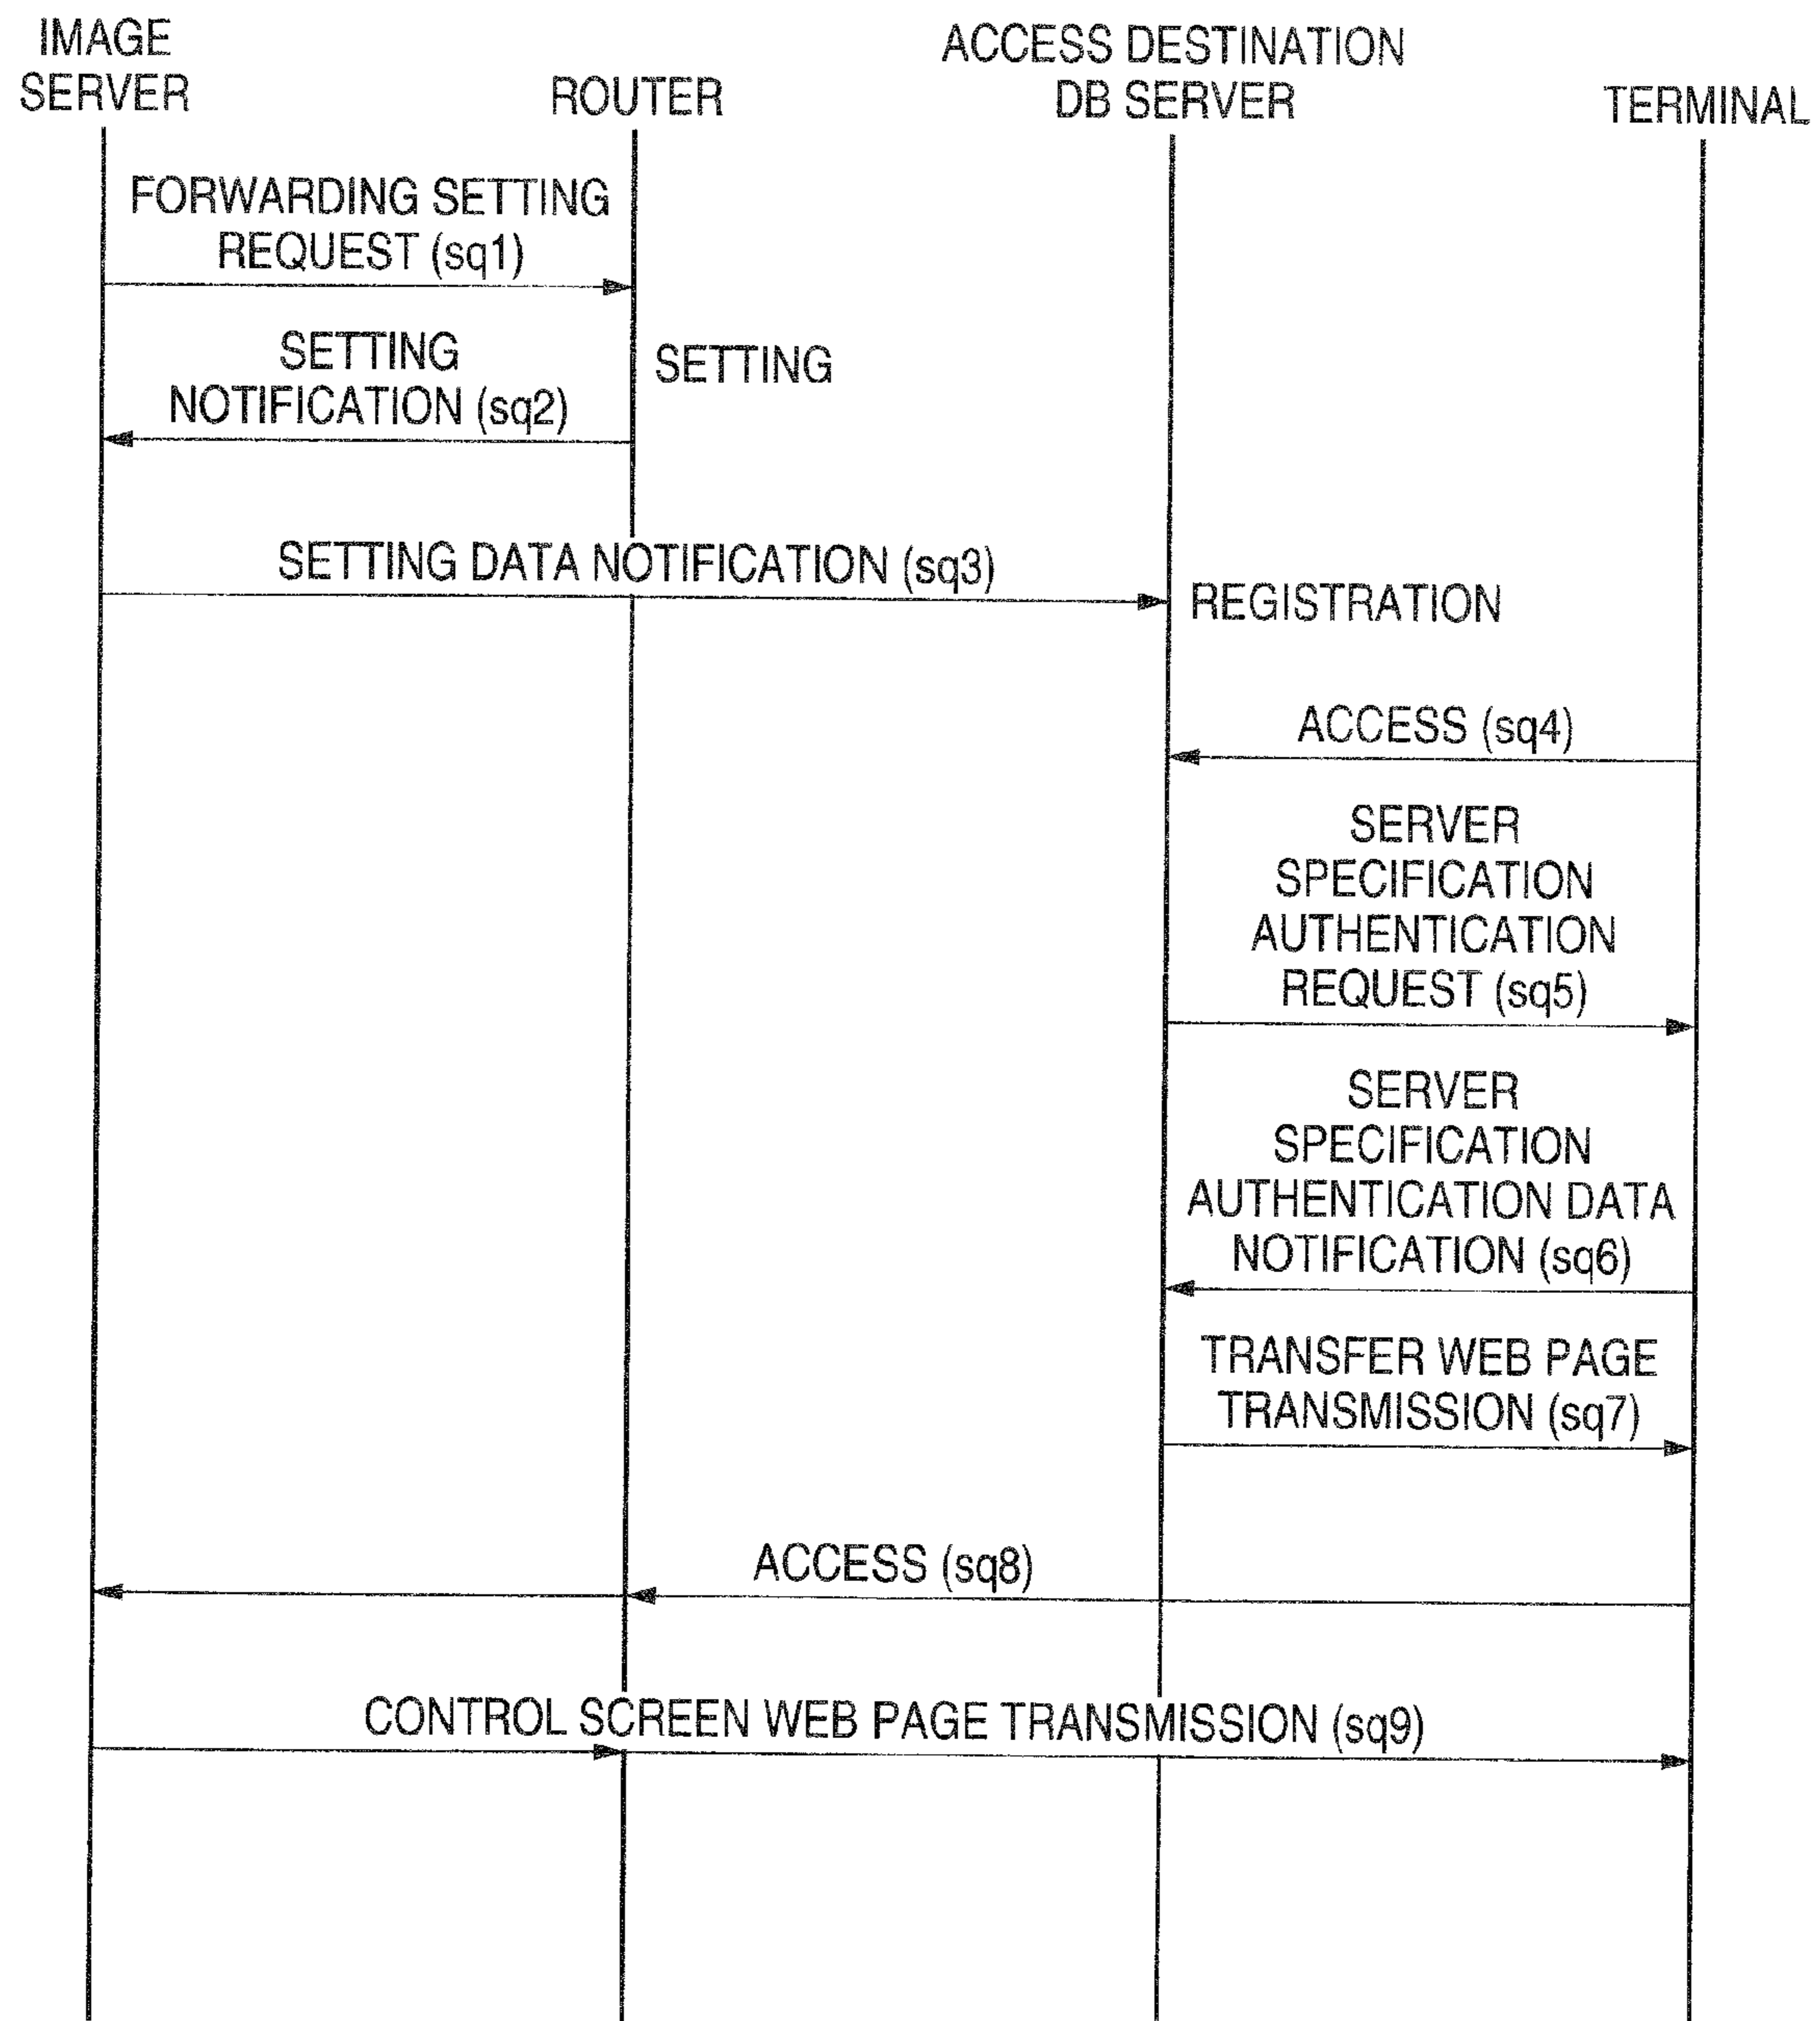 IMAGE
SERVER
ROUTER
ACCESS DESTINATION
DB SERVER
TERMINAL
FORWARDING SETTING
REQUEST (sq1)
SETTING
NOTIFICATION (sq2)
SETTING
SETTING DATA NOTIFICATION (sq3)
REGISTRATION
ACCESS (sq4)
SERVER
SPECIFICATION
AUTHENTICATION
REQUEST (sq5)
SERVER
SPECIFICATION
AUTHENTICATION DATA
NOTIFICATION (sq6)
TRANSFER WEB PAGE
TRANSMISSION (sq7)
ACCESS (sq8)
CONTROL SCREEN WEB PAGE TRANSMISSION (sq9)